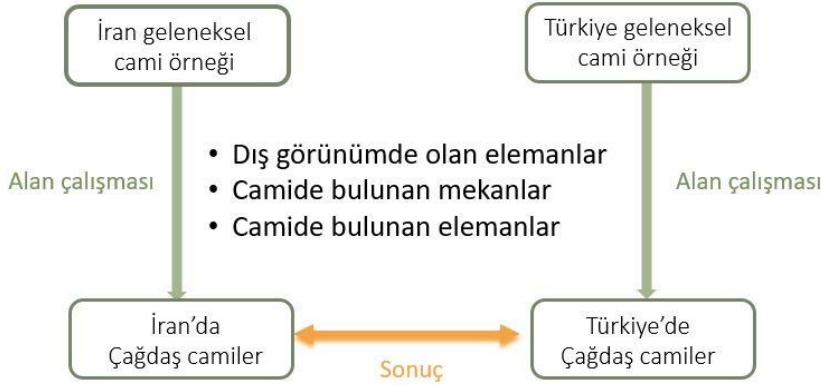 İran geleneksel
cami örneği
Türkiye geleneksel
cami örneği
• Dış görünümde olan elemanlar
• Camide bulunan mekanlar
• Camide bulunan elemanlar
Alan çalışması
Alan çalışması
İran'da
Çağdaş camiler
Türkiye'de
Çağdaş camiler
Sonuç